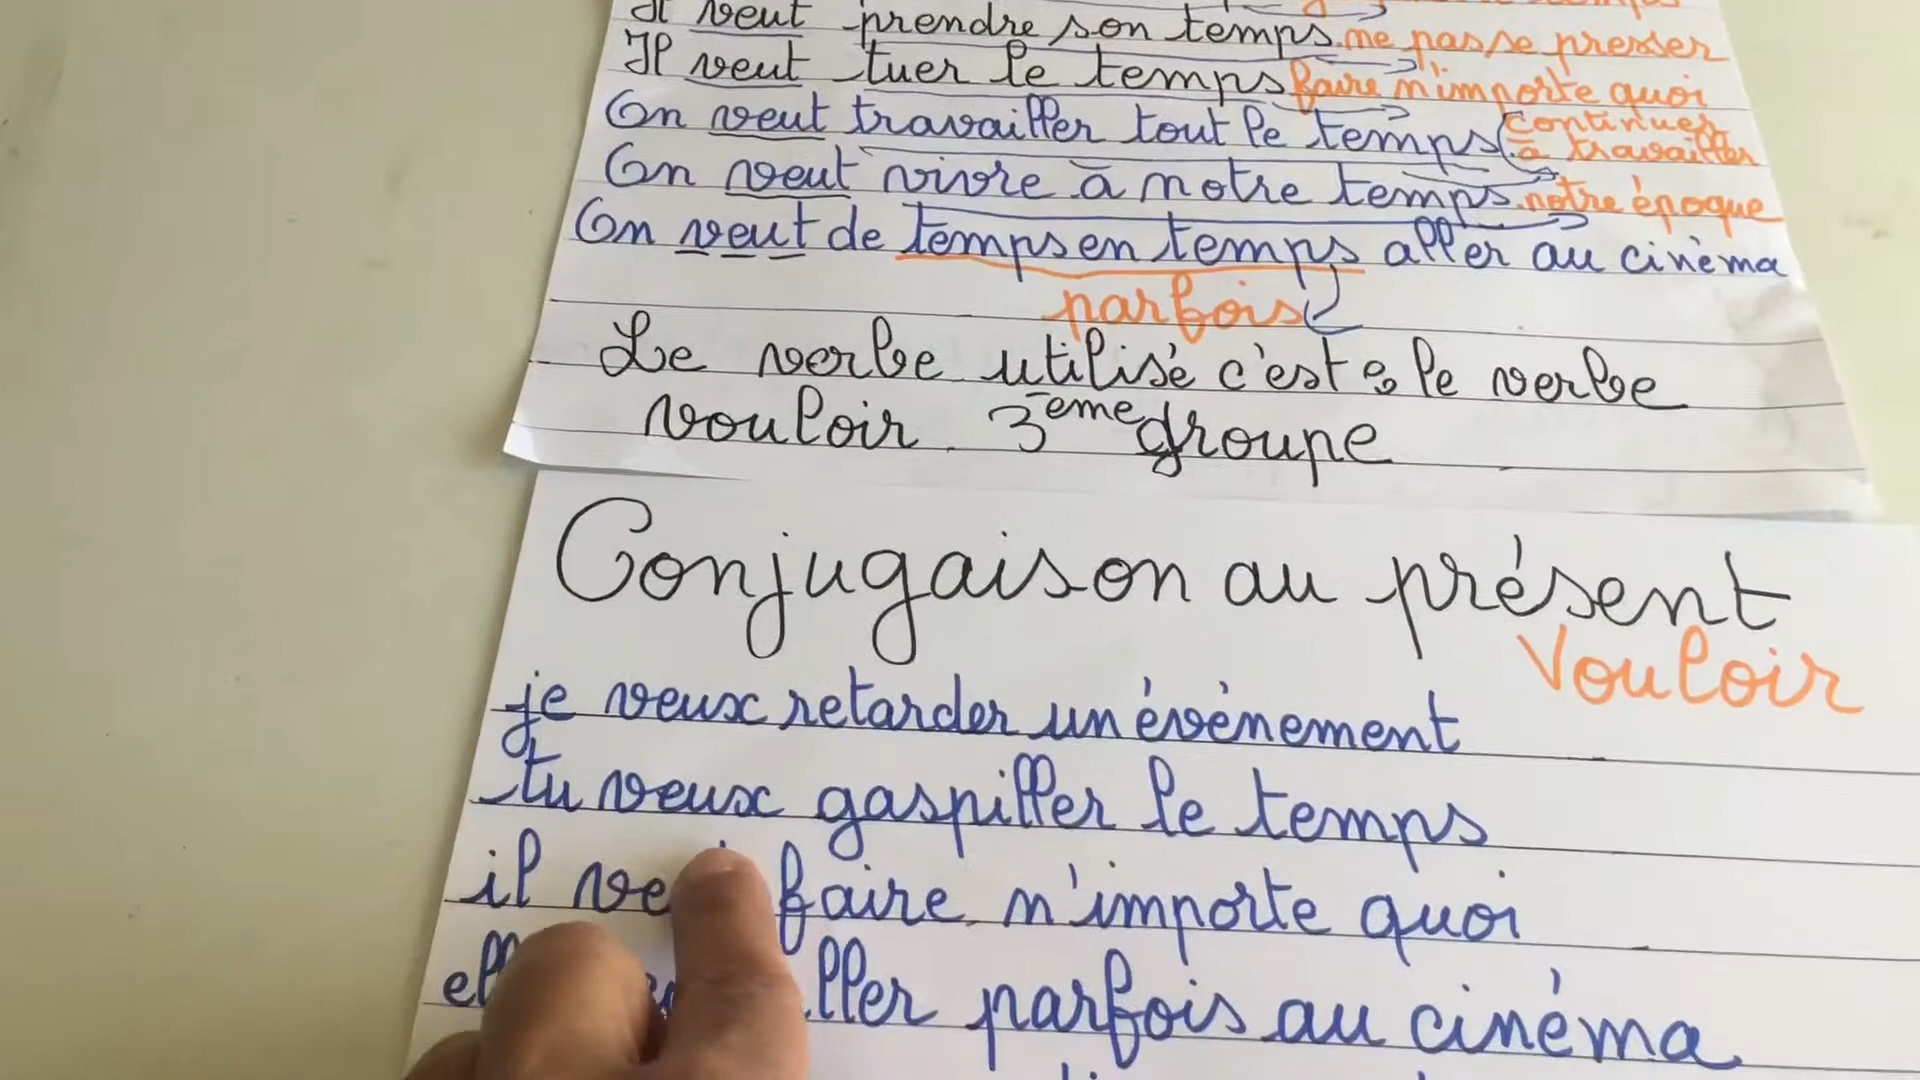 Il veut prendre son temps. ne pas se presser
Il veut tuer le temps faire n'importe quoi
On veut travailler tout le temps (continuer à travailler
On veut vivre à notre temps. notre époque
On veut de temps en temps aller au cinéma
parfois
Le verbe utilisé c'est : le verbe
vouloir 3ème groupe
Conjugaison au présent
Vouloir
je veux retarder un événement
tu veux gaspiller le temps
il faire n'importe quoi
parfois au cinéma